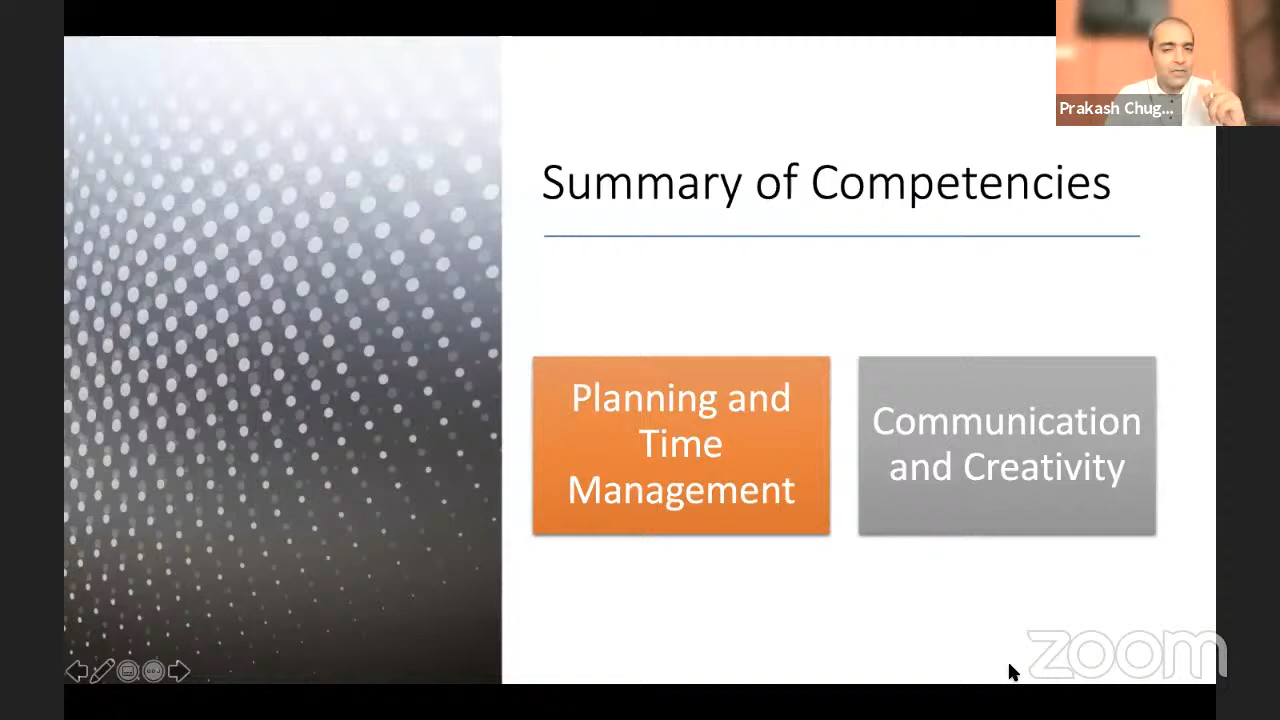 Prakash Chug...
Summary of Competencies
Planning and
Time
Management
Communication
and Creativity
zoom